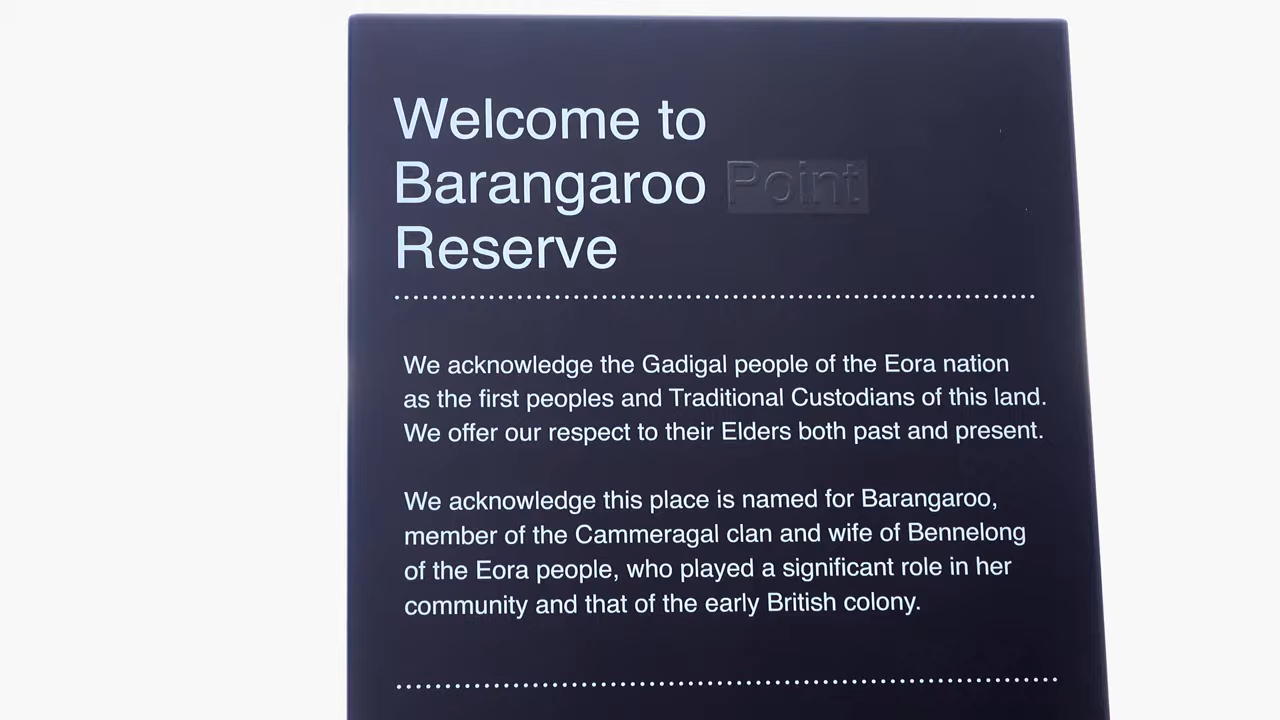 Welcome to
Barangaroo Point
Reserve
We acknowledge the Gadigal people of the Eora nation
as the first peoples and Traditional Custodians of this land.
We offer our respect to their Elders both past and present.
We acknowledge this place is named for Barangaroo,
member of the Cammeragal clan and wife of Bennelong
of the Eora people, who played a significant role in her
community and that of the early British colony.